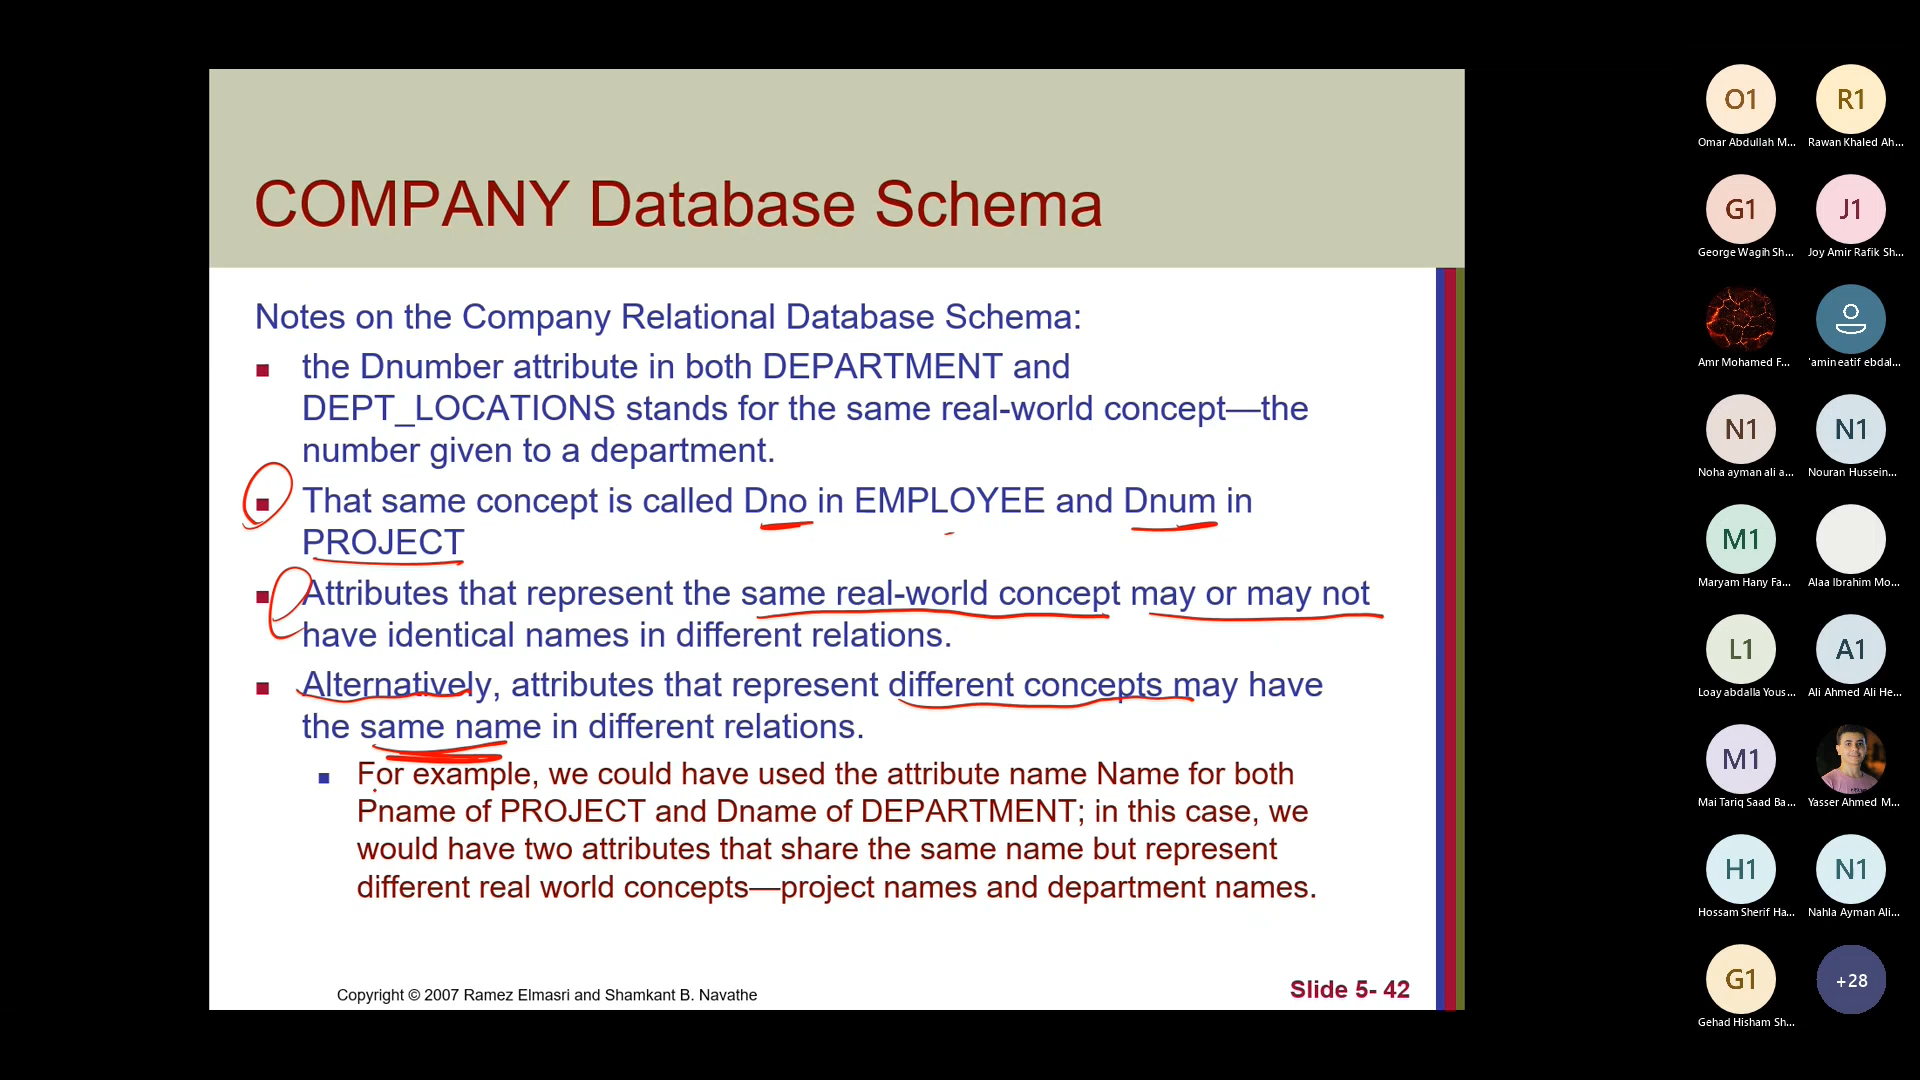 COMPANY Database Schema
Notes on the Company Relational Database Schema:
the Dnumber attribute in both DEPARTMENT and
DEPT_LOCATIONS stands for the same real-world concept—the
number given to a department.
That same concept is called Dno in EMPLOYEE and Dnum in
PROJECT
Attributes that represent the same real-world concept may or may not
have identical names in different relations.
Alternatively, attributes that represent different concepts may have
the same name in different relations.
For example, we could have used the attribute name Name for both
Pname of PROJECT and Dname of DEPARTMENT; in this case, we
would have two attributes that share the same name but represent
different real world concepts—project names and department names.
Copyright © 2007 Ramez Elmasri and Shamkant B. Navathe
Slide 5- 42
O1
Omar Abdullah M...
R1
Rawan Khaled Ah...
G1
George Wagih Sh...
J1
Joy Amir Rafik Sh...
Amr Mohamed F...
'amin eatif ebdal...
N1
Noha ayman ali a...
N1
Nouran Hussein...
M1
Maryam Hany Fa...
Alaa Ibrahim Mo...
L1
Loay abdalla Yous...
A1
Ali Ahmed Ali He...
M1
Mai Tariq Saad Ba...
Yasser Ahmed M...
H1
Hossam Sherif Ha...
N1
Nahla Ayman Ali...
G1
Gehad Hisham Sh...
+28